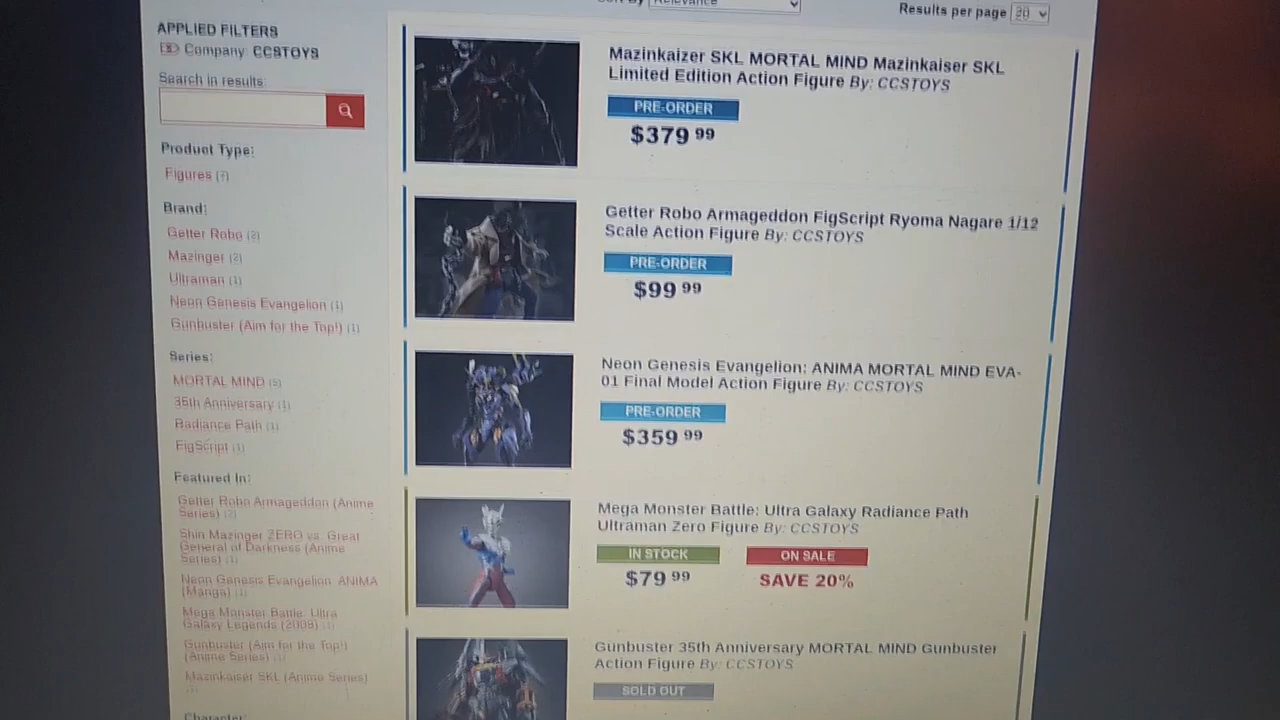 Relevance
Results per page 20
APPLIED FILTERS
Company: CCSTOYS
Search in results:
Product Type:
Figures (7)
Brand:
Getter Robo (2)
Mazinger (2)
Ultraman (1)
Neon Genesis Evangelion (1)
Gunbuster (Aim for the Top!) (1)
Series:
MORTAL MIND (5)
35th Anniversary (1)
Radiance Path (1)
FigScript (1)
Featured In:
Getter Robo Armageddon (Anime
Series) (2)
Shin Mazinger ZERO vs. Great
General of Darkness (Anime
Series) (1)
Neon Genesis Evangelion: ANIMA
(Manga) (1)
Mega Monster Battle: Ultra
Galaxy Legends (2009) (1)
Gunbuster (Aim for the Top!)
(Anime Series) (1)
Mazinkaiser SKL (Anime Series)
(1)
Character:
Mazinkaizer SKL MORTAL MIND Mazinkaiser SKL
Limited Edition Action Figure By: CCSTOYS
PRE-ORDER
$379 99
Getter Robo Armageddon FigScript Ryoma Nagare 1/12
Scale Action Figure By: CCSTOYS
PRE-ORDER
$99 99
Neon Genesis Evangelion: ANIMA MORTAL MIND EVA-
01 Final Model Action Figure By: CCSTOYS
PRE-ORDER
$359 99
Mega Monster Battle: Ultra Galaxy Radiance Path
Ultraman Zero Figure By: CCSTOYS
IN STOCK ON SALE
$79 99 SAVE 20%
Gunbuster 35th Anniversary MORTAL MIND Gunbuster
Action Figure By: CCSTOYS
SOLD OUT